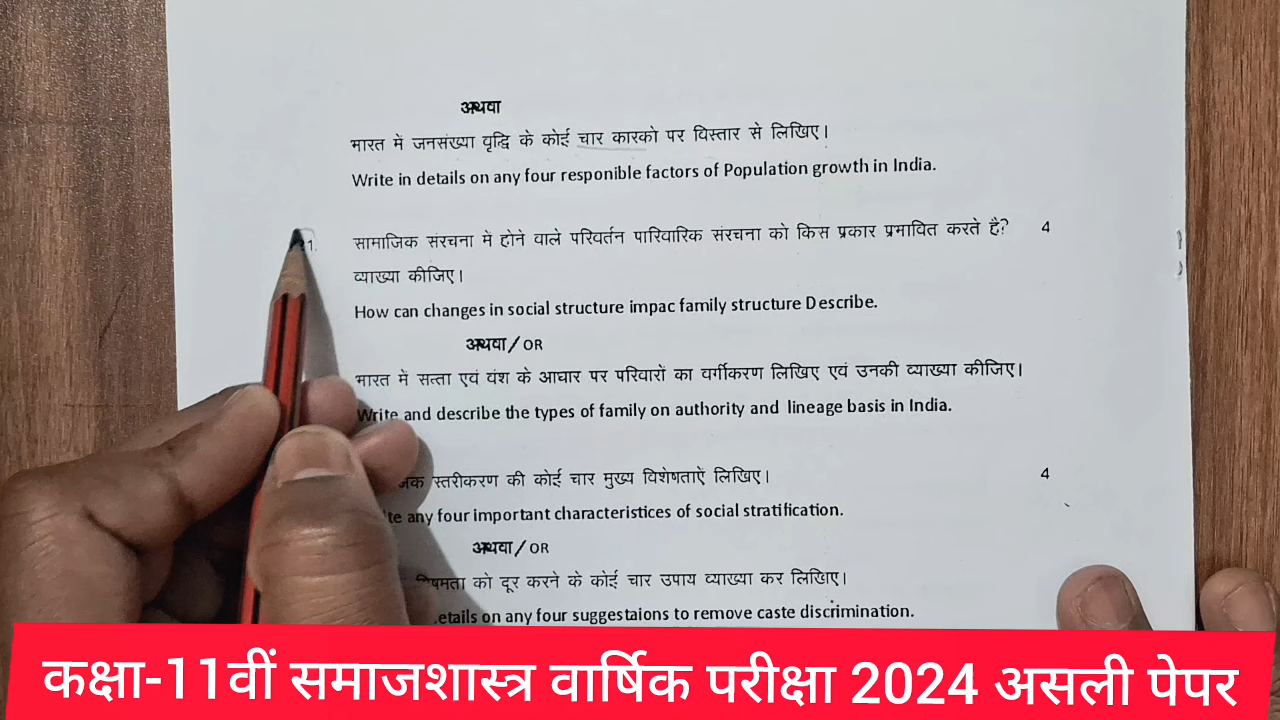 अथवा
भारत में जनसंख्या वृद्धि के कोई चार कारको पर विस्तार से लिखिए।
Write in details on any four responible factors of Population growth in India.
21. सामाजिक संरचना में होने वाले परिवर्तन पारिवारिक संरचना को किस प्रकार प्रभावित करते है? 4
व्याख्या कीजिए।
How can changes in social structure impac family structure Describe.
अथवा / OR
भारत में सत्ता एवं वंश के आधार पर परिवारों का वर्गीकरण लिखिए एवं उनकी व्याख्या कीजिए।
Write and describe the types of family on authority and lineage basis in India.
स्तरीकरण की कोई चार मुख्य विशेषताऐं लिखिए। 4
any four important characteristices of social stratification.
अथवा / OR
को दूर करने के कोई चार उपाय व्याख्या कर लिखिाए।
on any four suggestaions to remove caste discrimination.
कक्षा-11वीं समाजशास्त्र वार्षिक परीक्षा 2024 असली पेपर